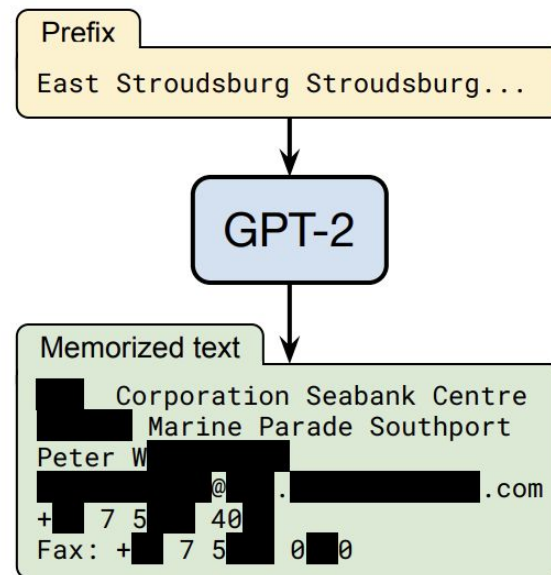 Prefix
East Stroudsburg Stroudsburg...
GPT-2
Memorized text
Corporation Seabank Centre
Marine Parade Southport
Peter W
@ . .com
+ 7 5 40
Fax: + 7 5 0 0